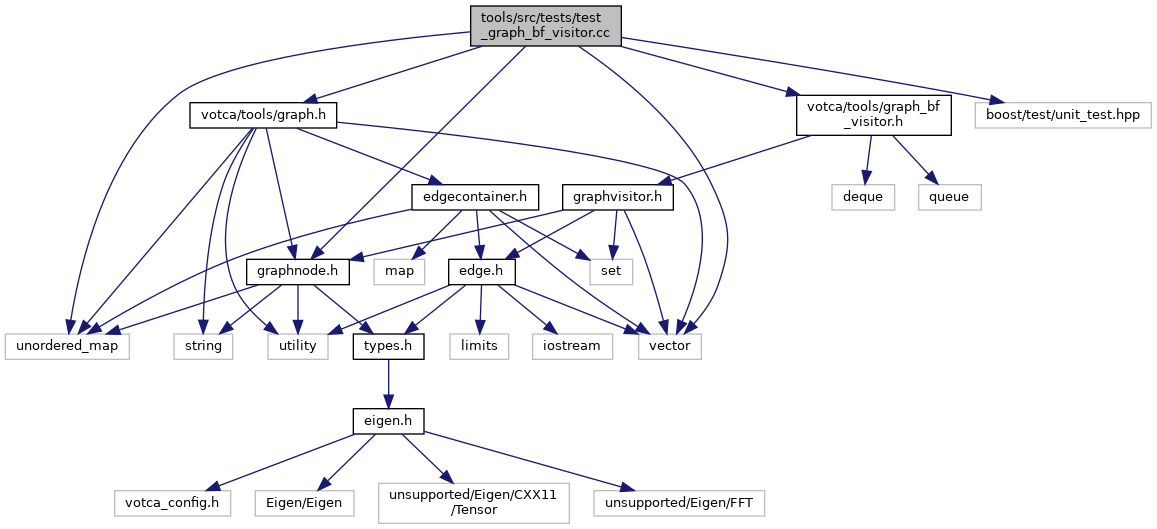 tools/src/tests/test
_graph_bf_visitor.cc
votca/tools/graph.h
votca/tools/graph_bf
_visitor.h
boost/test/unit_test.hpp
edgecontainer.h
graphvisitor.h
deque
queue
graphnode.h
map
edge.h
set
unordered_map
string
utility
types.h
limits
iostream
vector
eigen.h
votca_config.h
Eigen/Eigen
unsupported/Eigen/CXX11
/Tensor
unsupported/Eigen/FFT